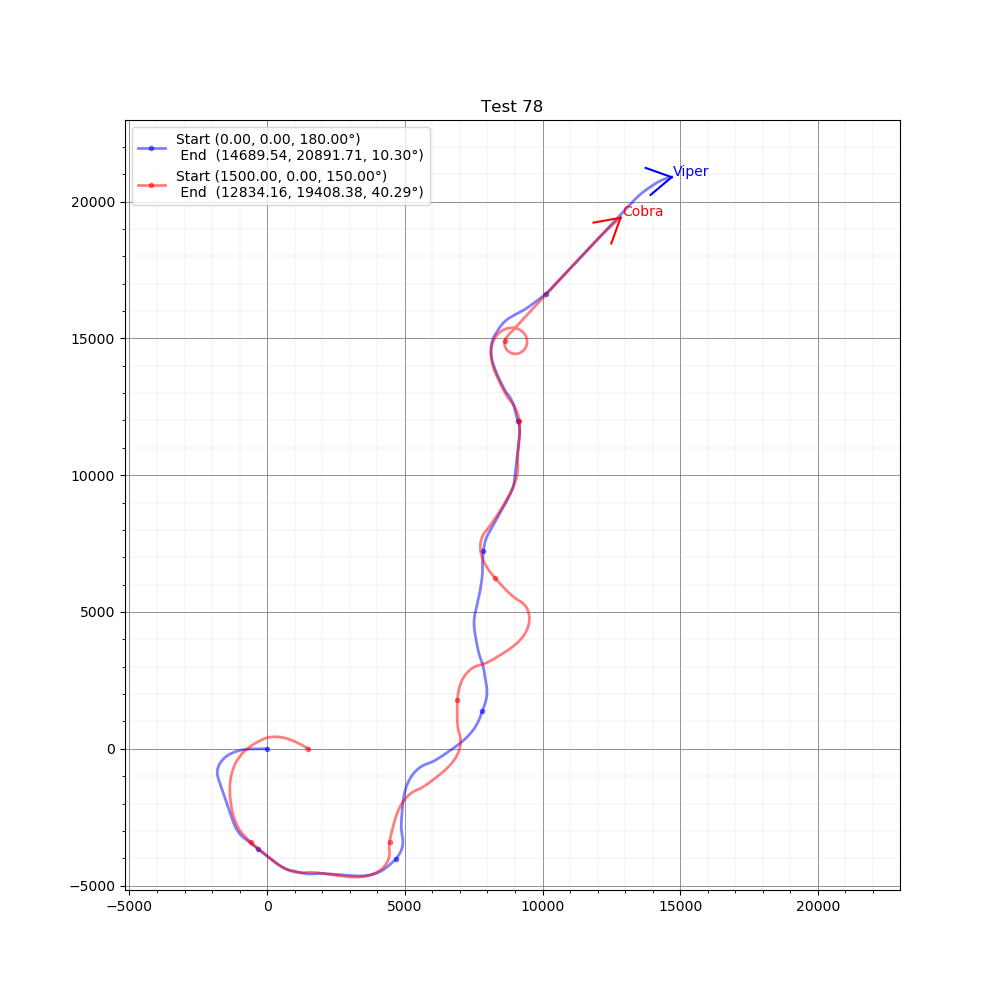 Test 78
Start (0.00, 0.00, 180.00°)
End  (14689.54, 20891.71, 10.30°)
Start (1500.00, 0.00, 150.00°)
End  (12834.16, 19408.38, 40.29°)
Viper
Cobra
20000
15000
10000
5000
0
−5000
−5000
0
5000
10000
15000
20000